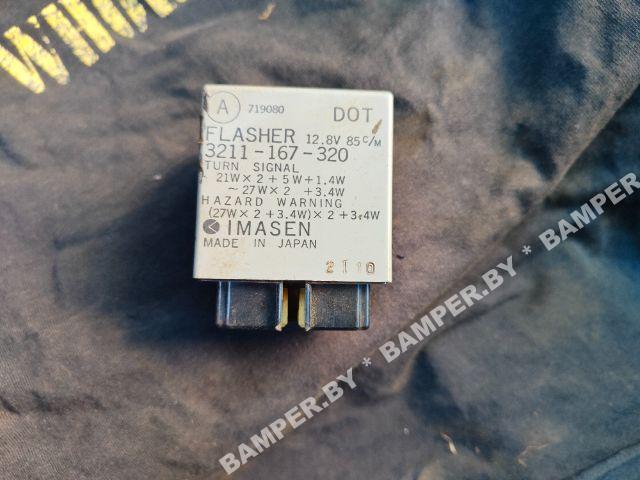 A 719080 DOT
FLASHER 12.8V 85 C/M
3211-167-320
TURN SIGNAL
21W×2+5W+1.4W
~27W×2 +3.4W
HAZARD WARNING
(27W×2+3.4W)×2+3.4W
IMASEN
MADE IN JAPAN
2110
BAMPER.BY * BAMPER.BY * BAMPER.BY